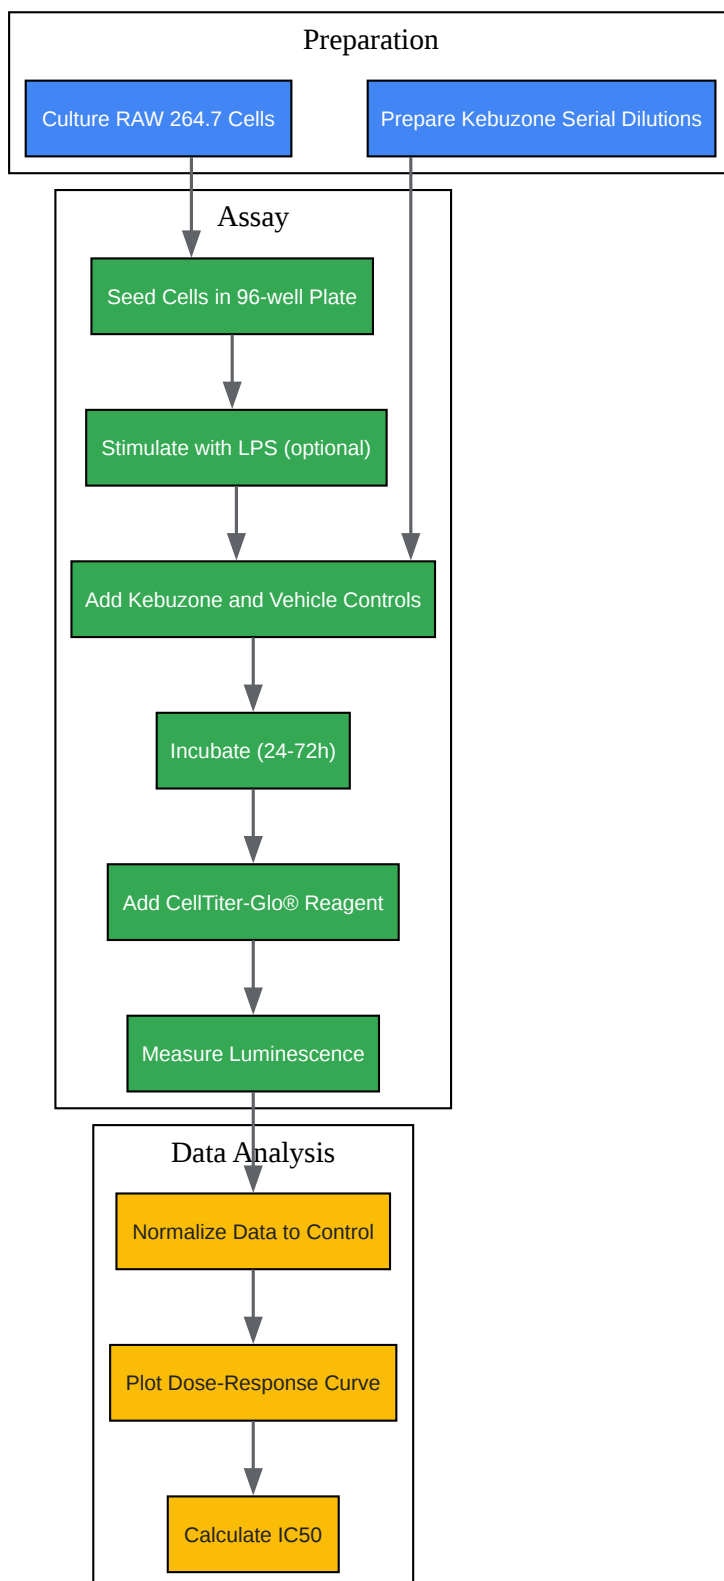 Preparation
Culture RAW 264.7 Cells
Prepare Kebuzone Serial Dilutions
Assay
Seed Cells in 96-well Plate
Stimulate with LPS (optional)
Add Kebuzone and Vehicle Controls
Incubate (24-72h)
Add CellTiter-Glo® Reagent
Measure Luminescence
Data Analysis
Normalize Data to Control
Plot Dose-Response Curve
Calculate IC50